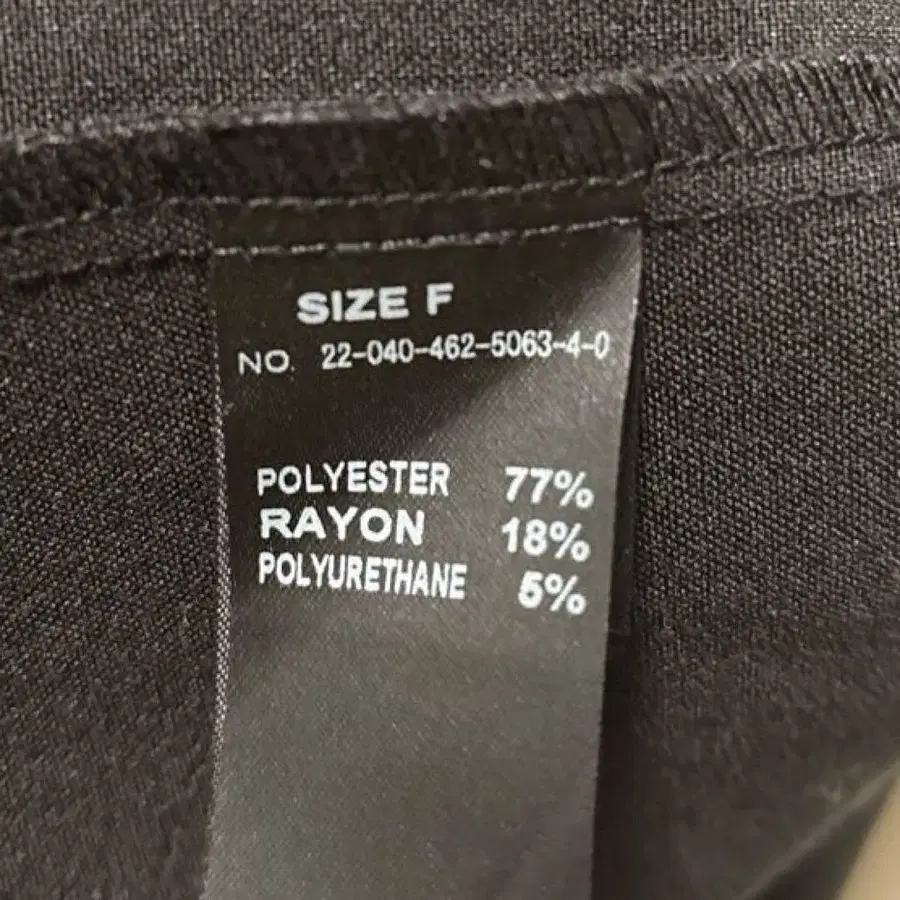 SIZE F
NO. 22-040-462-5063-4-0
POLYESTER 77%
RAYON 18%
POLYURETHANE 5%